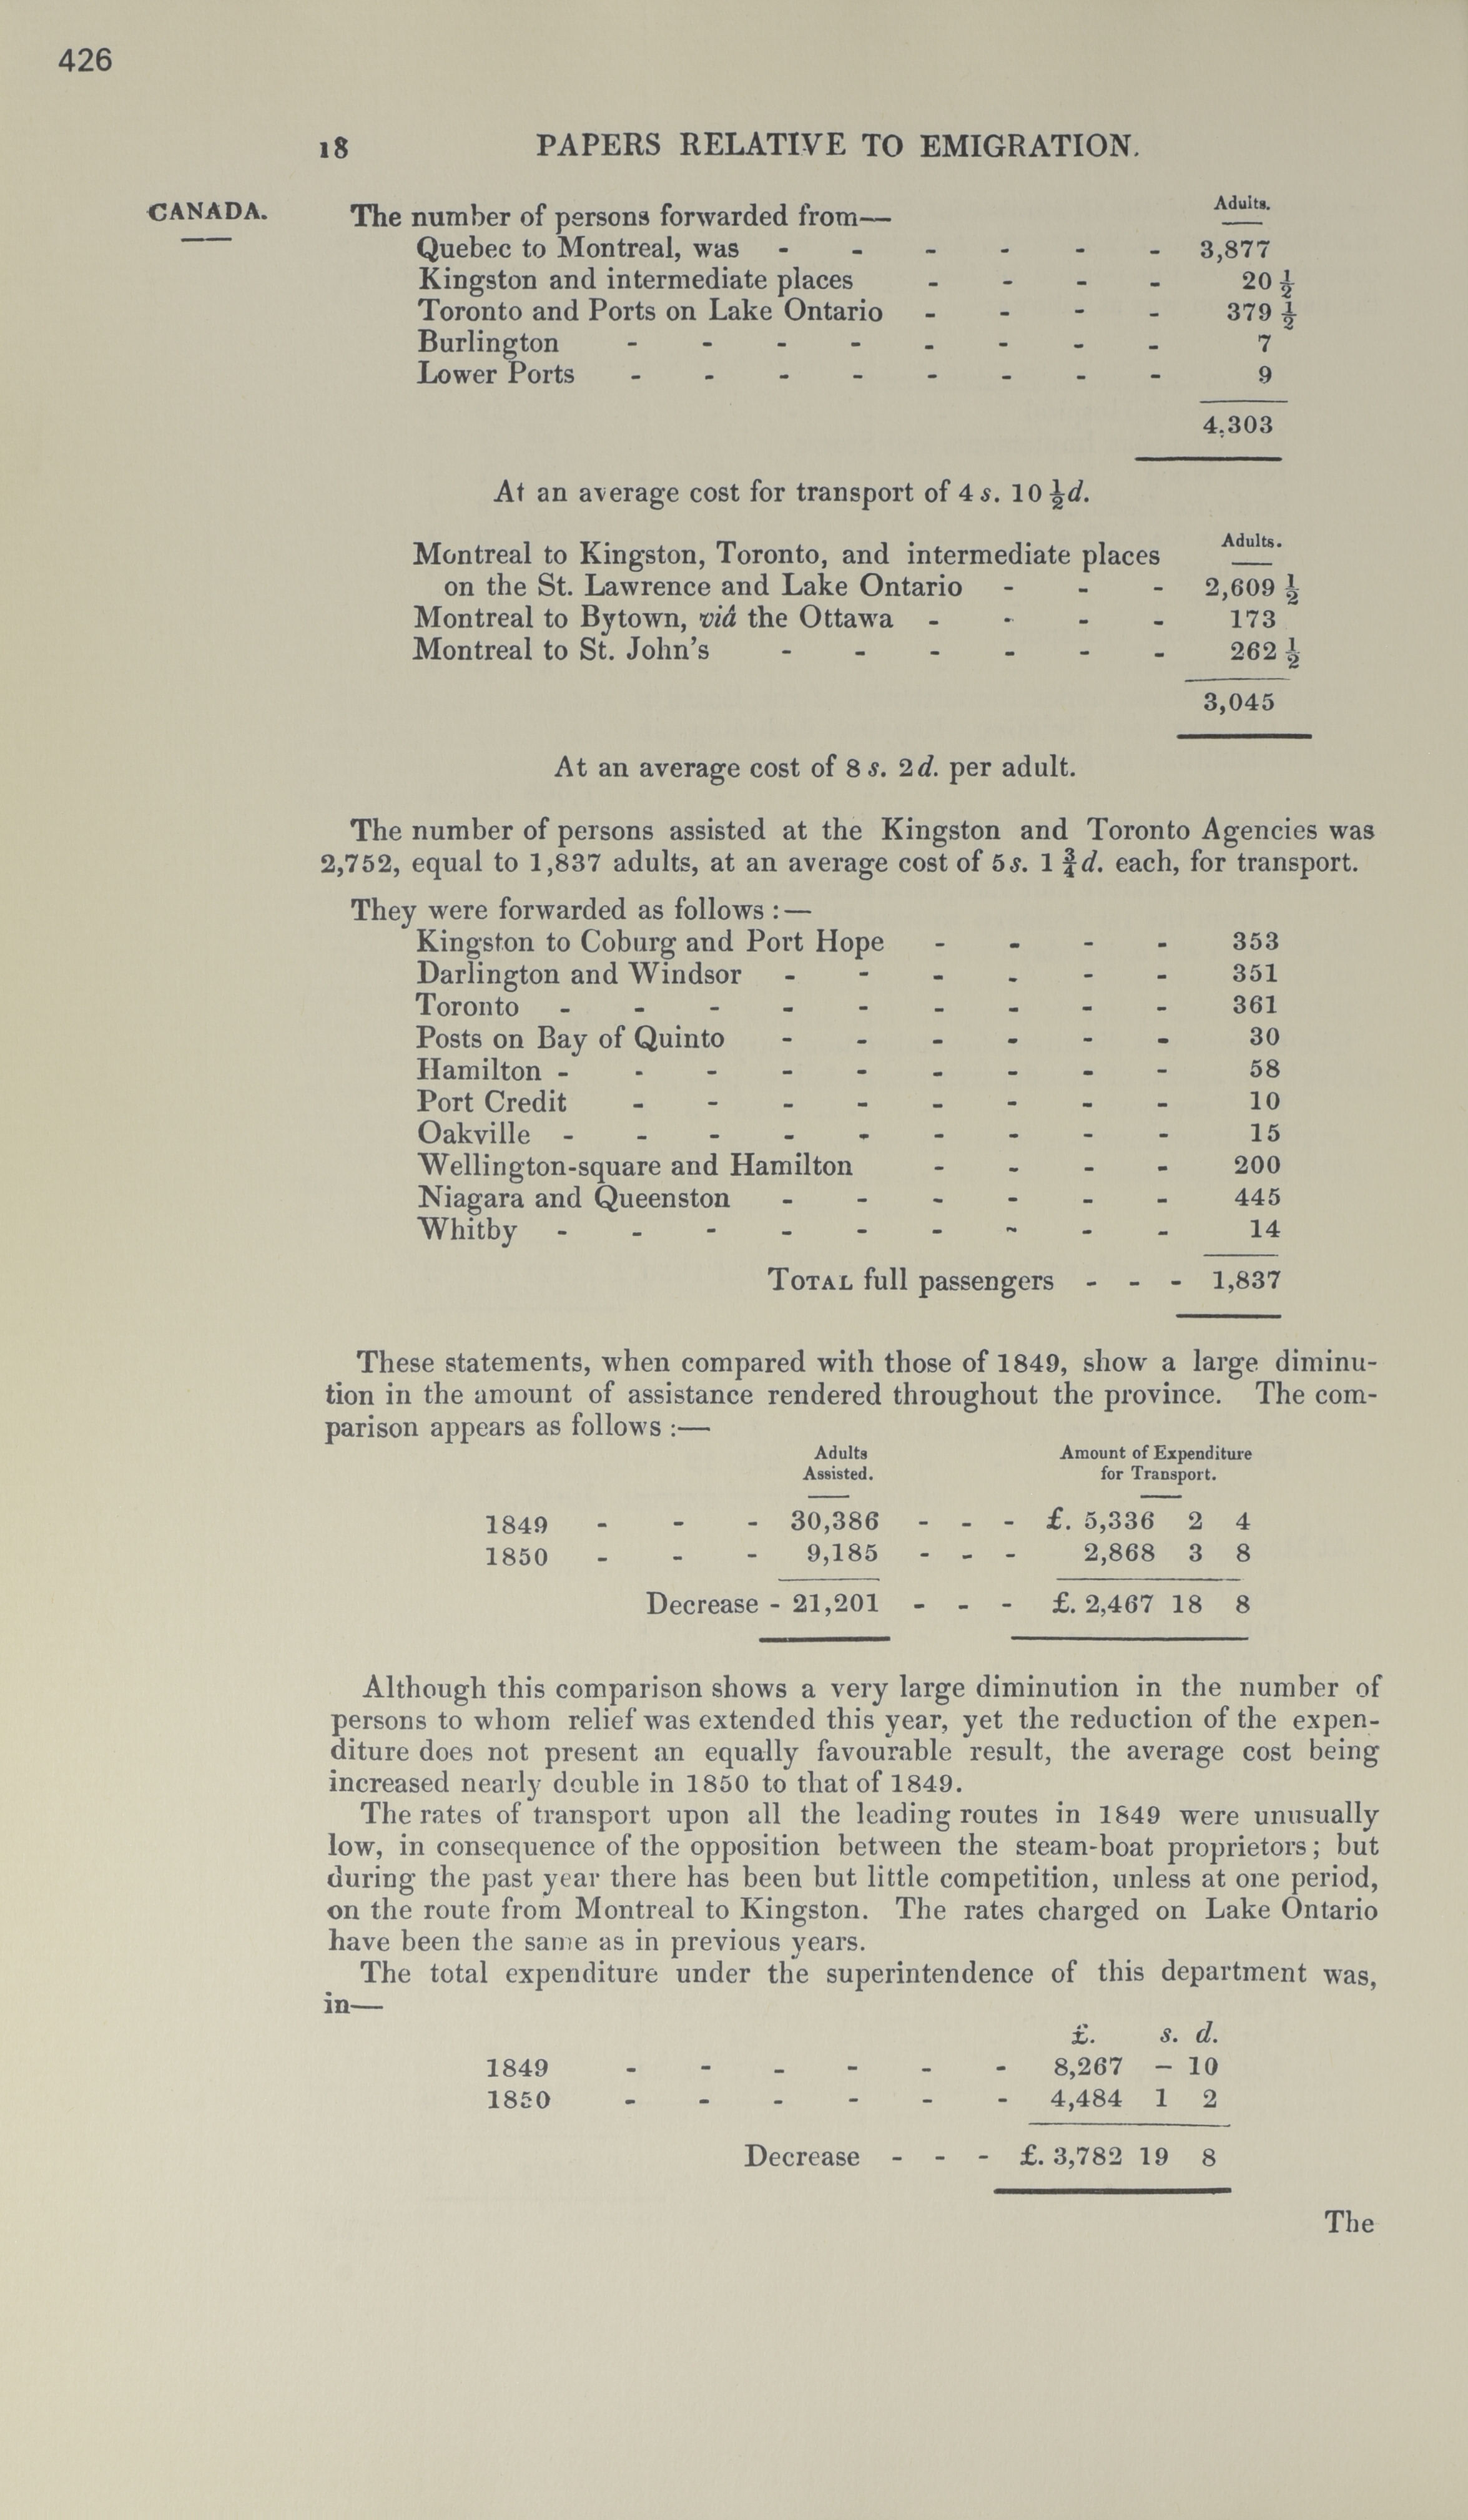 426
18 PAPERS RELATIVE TO EMIGRATION.
CANADA.
The number of persons forwarded from— Adults.
Quebec to Montreal, was - - - - - - 3,877
Kingston and intermediate places - - - - 20 ½
Toronto and Ports on Lake Ontario - - - - 379 ½
Burlington - - - - - - - - 7
Lower Ports - - - - - - - - 9
4,303
At an average cost for transport of 4 s. 10 ½ d.
Adults.
Montreal to Kingston, Toronto, and intermediate places
on the St. Lawrence and Lake Ontario - - - 2,609 ½
Montreal to Bytown, viâ the Ottawa - - - - 173
Montreal to St. John's - - - - - - 262 ½
3,045
At an average cost of 8 s. 2 d. per adult.
The number of persons assisted at the Kingston and Toronto Agencies was
2,752, equal to 1,837 adults, at an average cost of 5 s. 1 ¾ d. each, for transport.
They were forwarded as follows :—
Kingston to Coburg and Port Hope - - - - 353
Darlington and Windsor - - - - - - 351
Toronto - - - - - - - - - 361
Posts on Bay of Quinto - - - - - - 30
Hamilton - - - - - - - - - 58
Port Credit - - - - - - - - 10
Oakville - - - - - - - - - 15
Wellington-square and Hamilton - - - - 200
Niagara and Queenston - - - - - - 445
Whitby - - - - - - - - - 14
TOTAL full passengers - - - 1,837
These statements, when compared with those of 1849, show a large diminu-
tion in the amount of assistance rendered throughout the province. The com-
parison appears as follows :—
Adults Amount of Expenditure
Assisted. for Transport.
1849 - - - 30,386 - - - £. 5,336 2 4
1850 - - - 9,185 - - - 2,868 3 8
Decrease - 21,201 - - - £. 2,467 18 8
Although this comparison shows a very large diminution in the number of
persons to whom relief was extended this year, yet the reduction of the expen-
diture does not present an equally favourable result, the average cost being
increased nearly double in 1850 to that of 1849.
The rates of transport upon all the leading routes in 1849 were unusually
low, in consequence of the opposition between the steam-boat proprietors; but
during the past year there has been but little competition, unless at one period,
on the route from Montreal to Kingston. The rates charged on Lake Ontario
have been the same as in previous years.
The total expenditure under the superintendence of this department was,
in—
£. s. d.
1849 - - - - - - 8,267 – 10
1850 - - - - - - 4,484 1 2
Decrease - - - £. 3,782 19 8
The